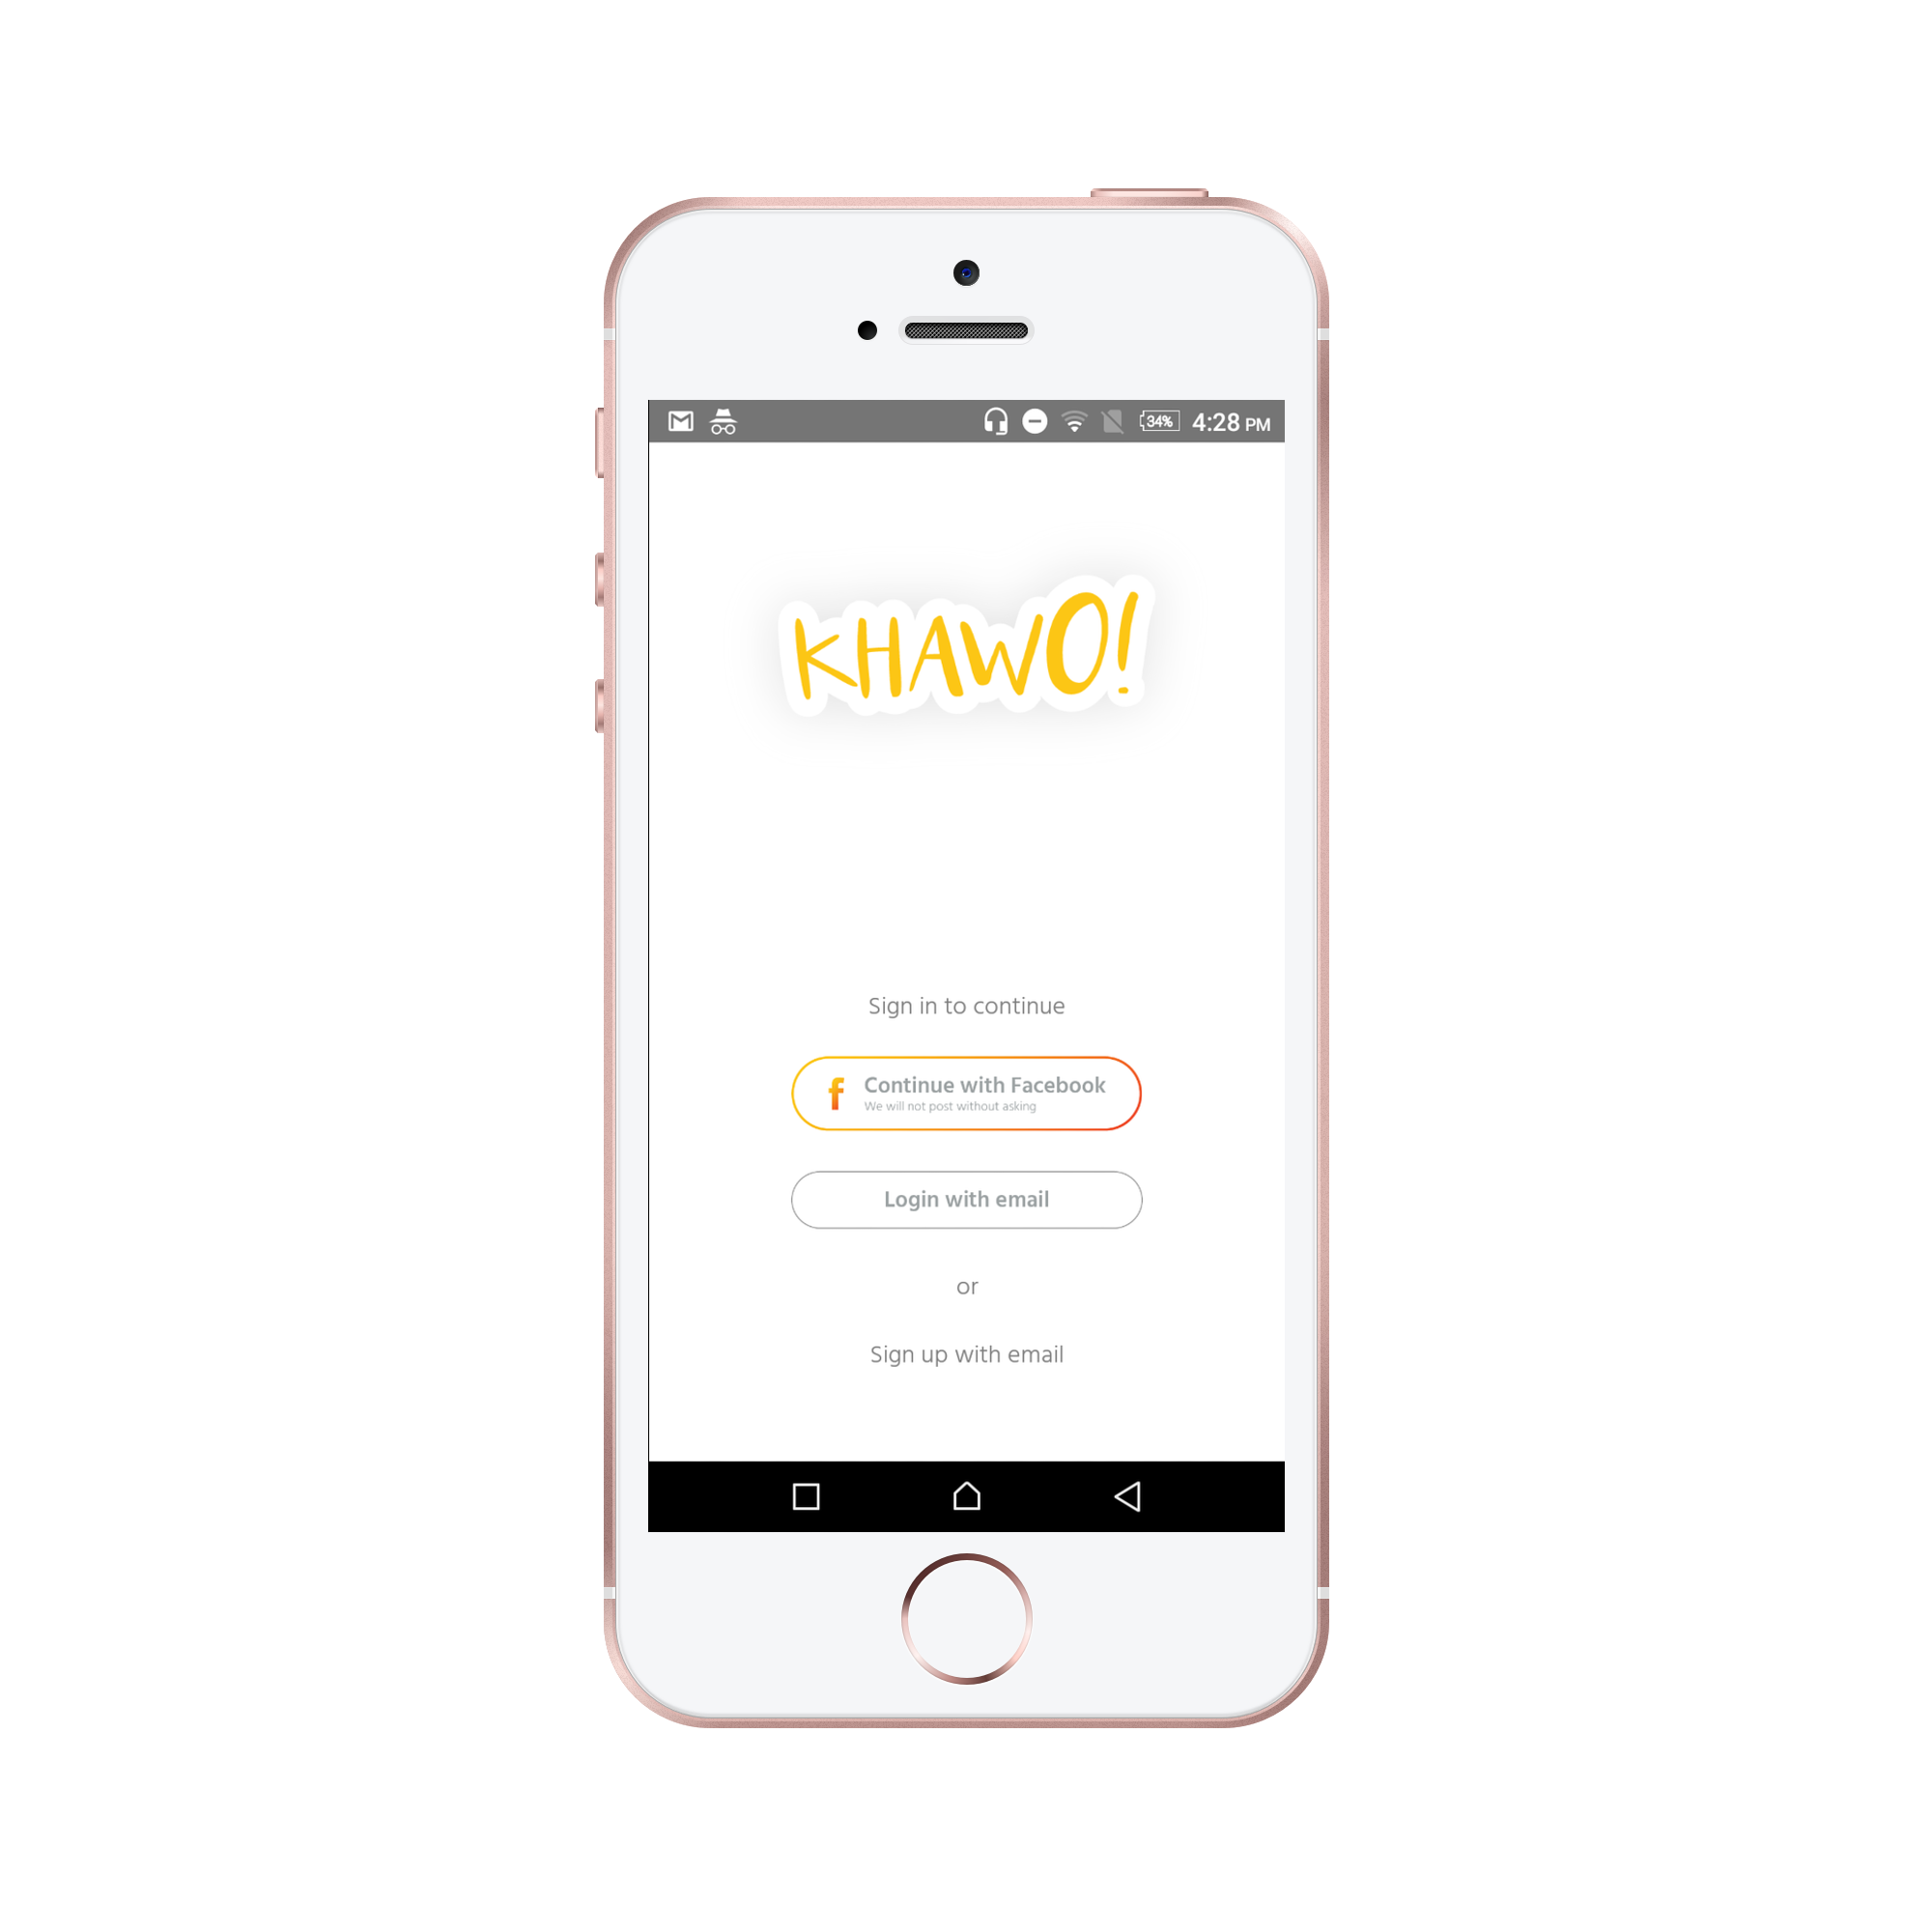 34% 4:28 PM
KHAWO!
Sign in to continue
f Continue with Facebook
We will not post without asking
Login with email
or
Sign up with email